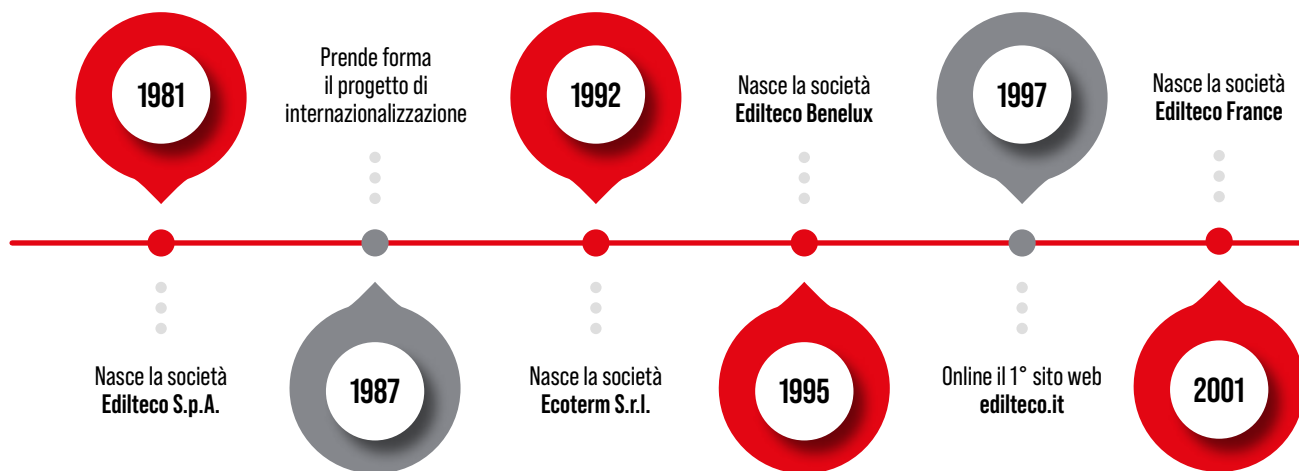 1981
Nasce la società
Edilteco S.p.A.
Prende forma
il progetto di
internazionalizzazione
1987
1992
Nasce la società
Ecoterm S.r.l.
Nasce la società
Edilteco Benelux
1995
1997
Online il 1° sito web
edilteco.it
Nasce la società
Edilteco France
2001